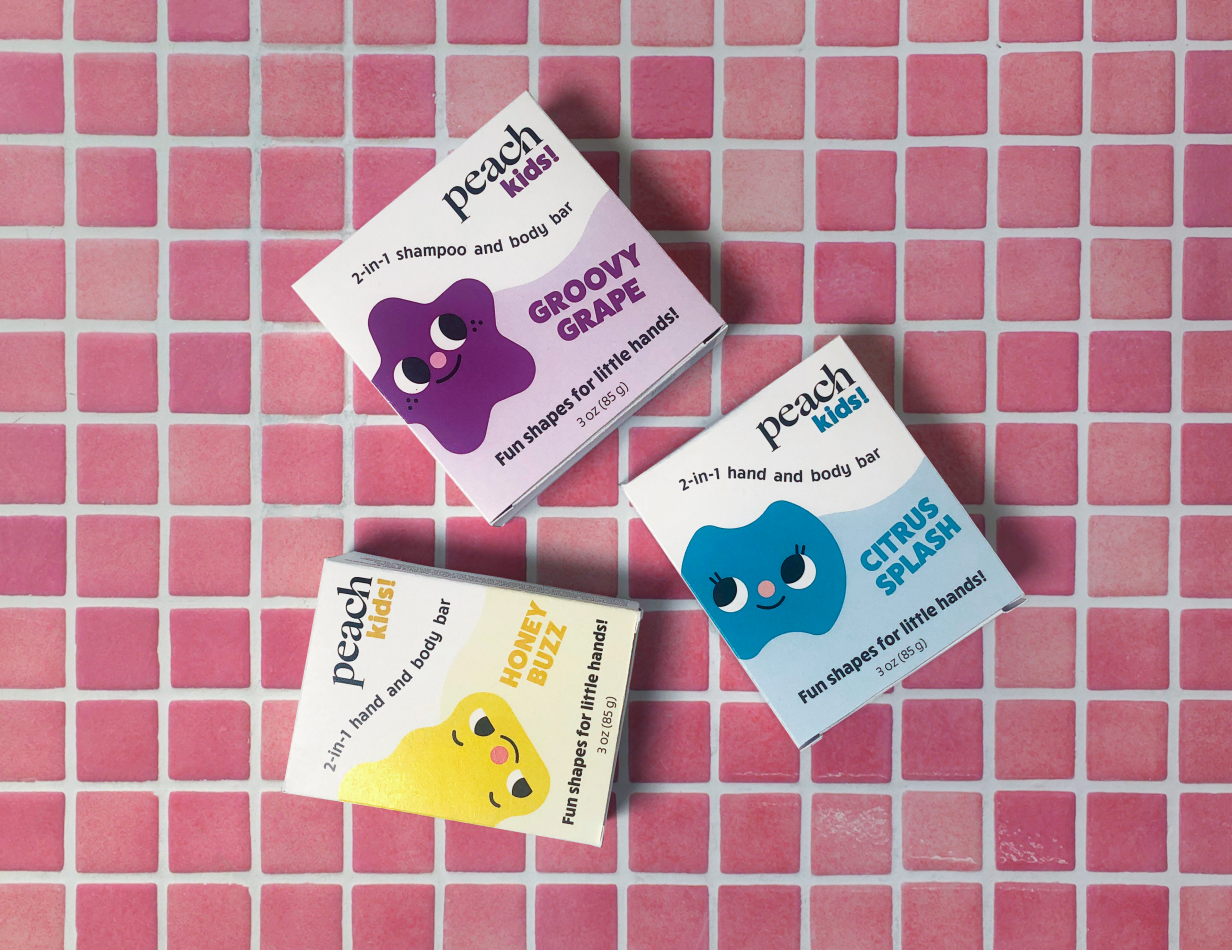 peach
kids!
2-in-1 shampoo and body bar
GROOVY
GRAPE
Fun shapes for little hands!
3 oz (85 g)
peach
kids!
2-in-1 hand and body bar
CITRUS
SPLASH
Fun shapes for little hands!
3 oz (85 g)
peach
kids!
2-in-1 hand and body bar
HONEY
BUZZ
Fun shapes for little hands!
3 oz (85 g)